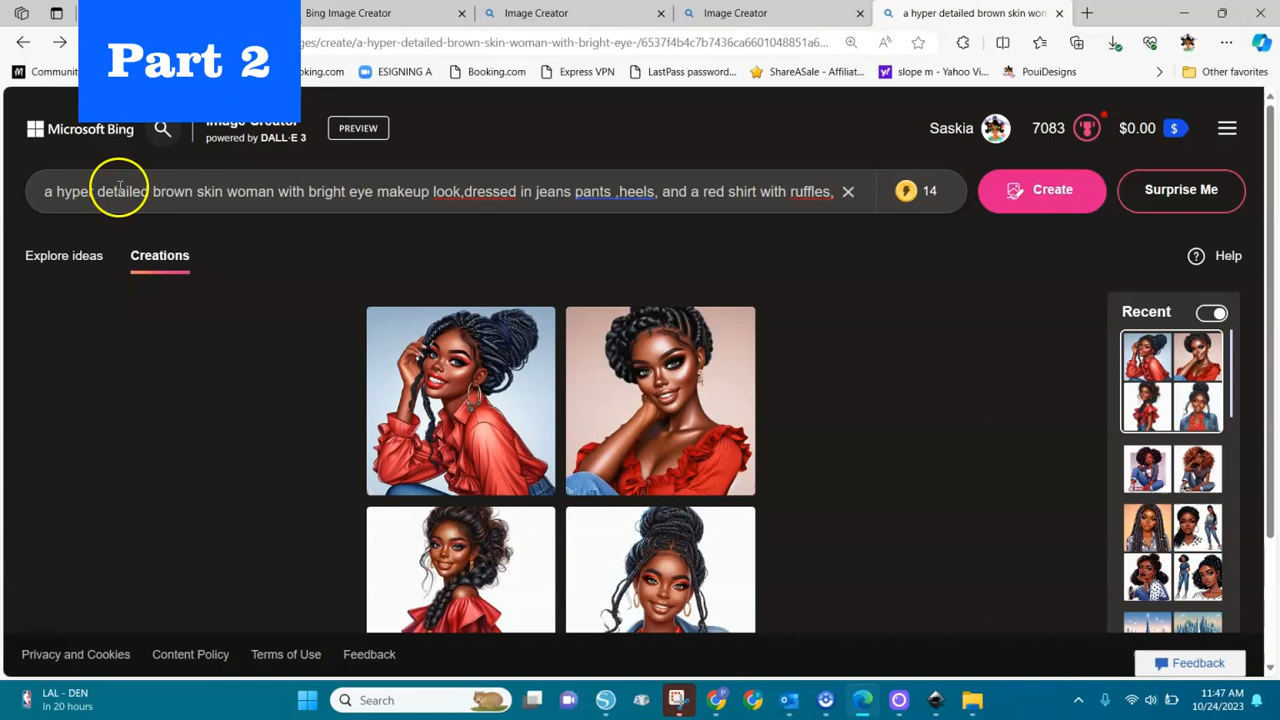 Part 2
Bing Image Creator
Image Creator
Image Creator
a hyper detailed brown skin wom
ges/create/a-hyper-detailed-brown-skin-woman-with-bright-eye-/6537f4b4c7b7436ca6601048851a6...
Commun
king.com
ESIGNING A
Booking.com
Express VPN
LastPass password...
ShareASale - Affiliat...
slope m - Yahoo Vi...
PouiDesigns
Other favorites
Microsoft Bing
Image Creator
powered by DALL·E 3
PREVIEW
Saskia
7083
$0.00
$
a hyper detailed brown skin woman with bright eye makeup look,dressed in jeans pants ,heels, and a red shirt with ruffles,
14
Create
Surprise Me
Explore ideas
Creations
Help
Recent
Privacy and Cookies
Content Policy
Terms of Use
Feedback
Feedback
LAL - DEN
In 20 hours
Search
11:47 AM
10/24/2023